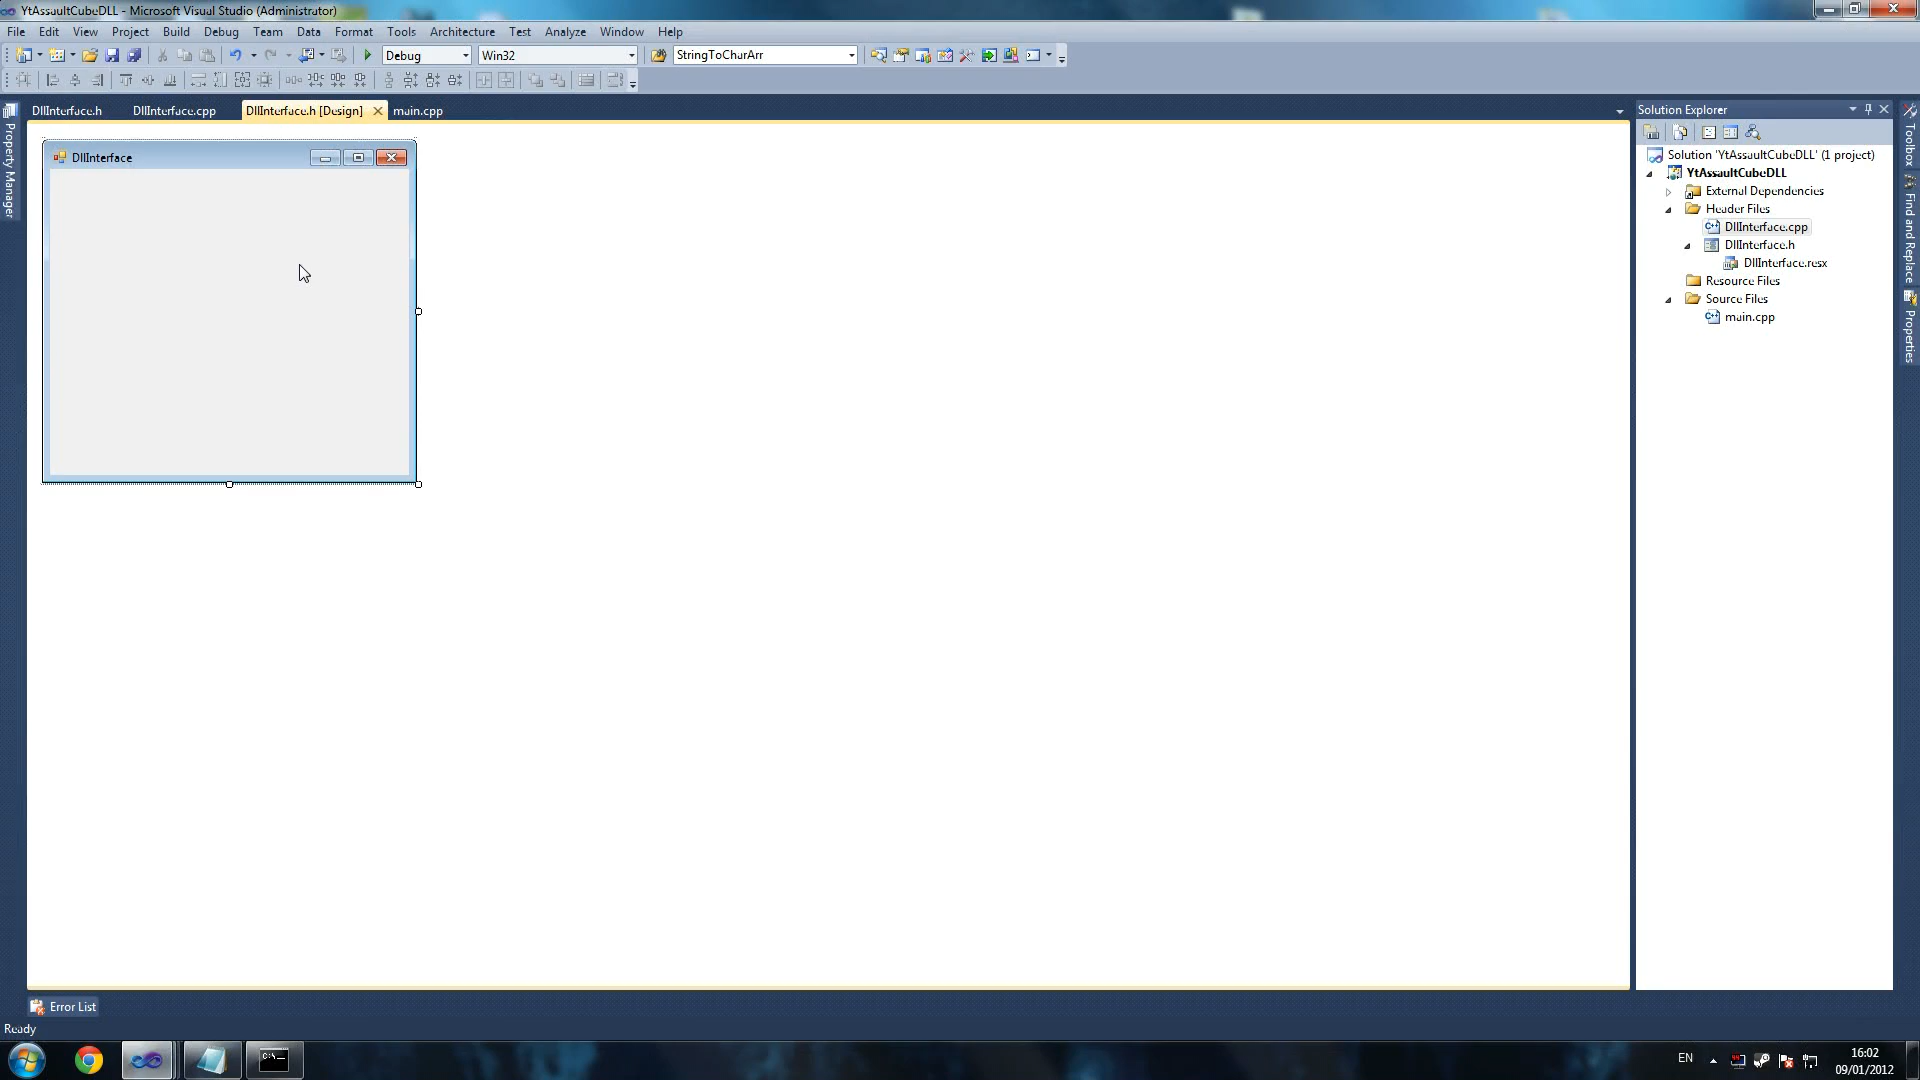 YtAssaultCubeDLL - Microsoft Visual Studio (Administrator)
File Edit View Project Build Debug Team Data Format Tools Architecture Test Analyze Window Help
Debug Win32 StringToCharArr
DllInterface.h DllInterface.cpp DllInterface.h [Design] main.cpp
Property Manager
DllInterface
Solution Explorer
Solution 'YtAssaultCubeDLL' (1 project)
YtAssaultCubeDLL
External Dependencies
Header Files
DllInterface.cpp
DllInterface.h
DllInterface.resx
Resource Files
Source Files
main.cpp
Toolbox
Find and Replace
Properties
Error List
Ready
C:\
EN
16:02
09/01/2012